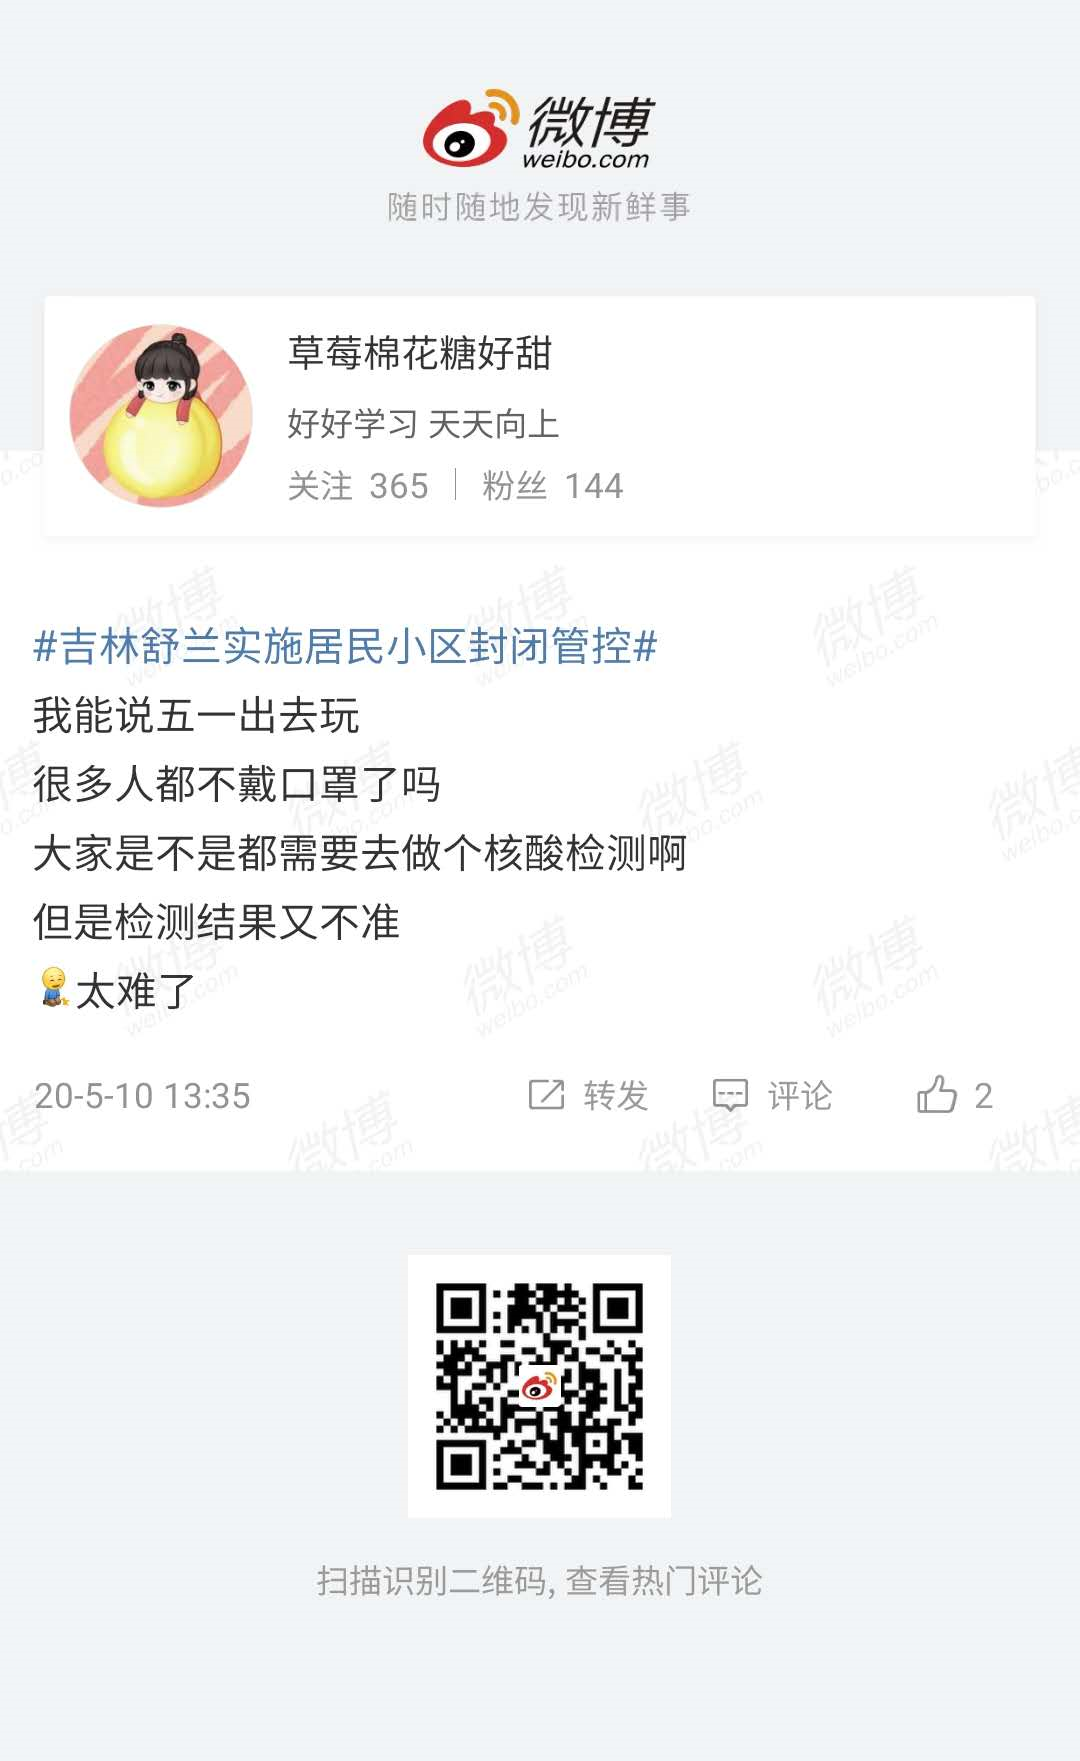 微博
weibo.com
随时随地发现新鲜事
草莓棉花糖好甜
好好学习 天天向上
关注 365 | 粉丝 144
#吉林舒兰实施居民小区封闭管控#
我能说五一出去玩
很多人都不戴口罩了吗
大家是不是都需要去做个核酸检测啊
但是检测结果又不准
太难了
20-5-10 13:35 转发 评论 2
扫描识别二维码, 查看热门评论